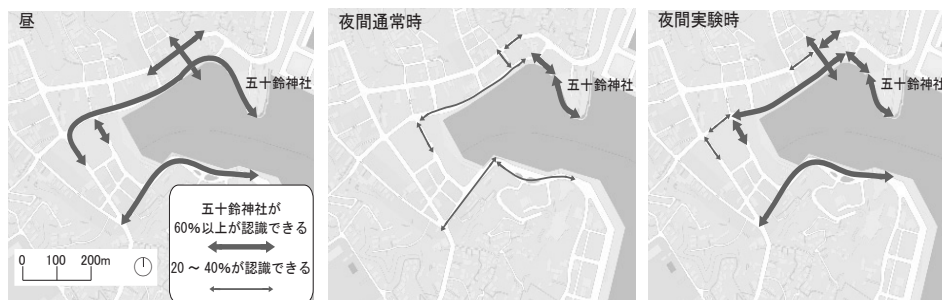 昼
五十鈴神社
五十鈴神社が
60%以上が認識できる
20 ～ 40%が認識できる
0 100 200m
夜間通常時
五十鈴神社
夜間実験時
五十鈴神社